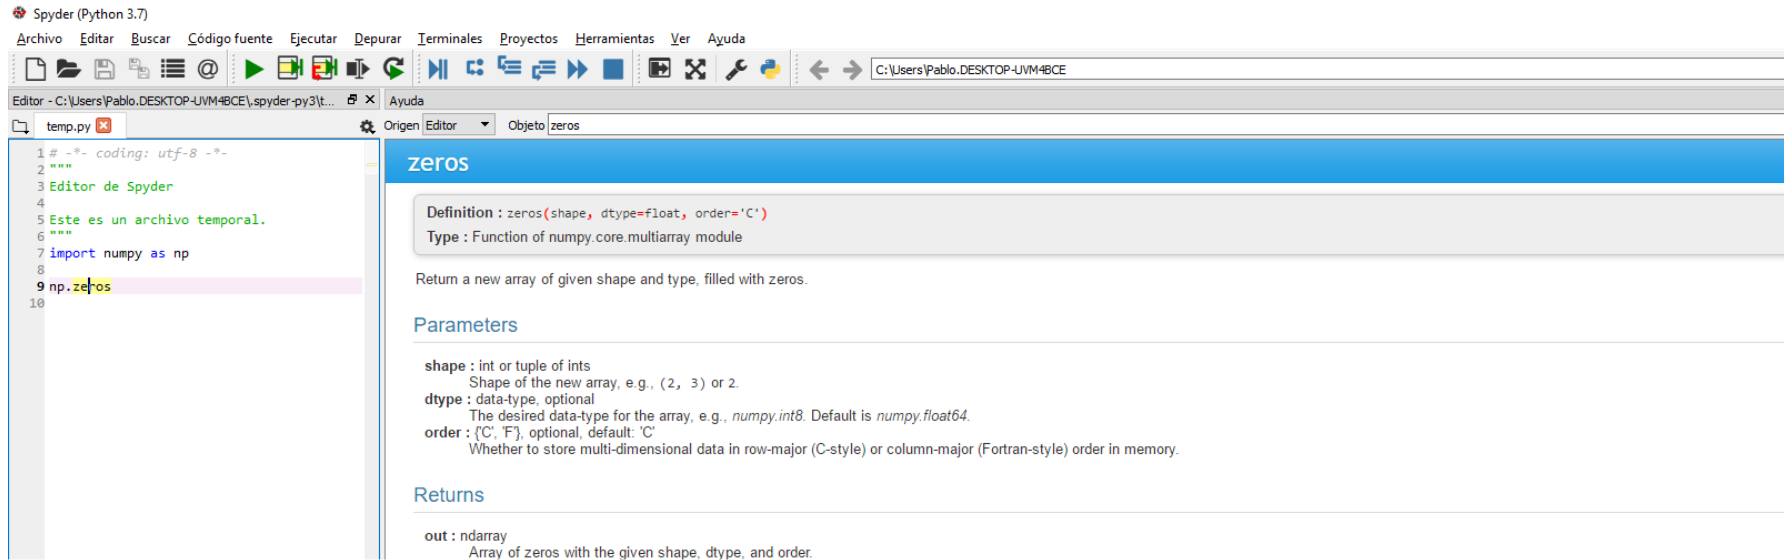 Spyder (Python 3.7)
Archivo Editar Buscar Código fuente Ejecutar Depurar Terminales Proyectos Herramientas Ver Ayuda
C:\Users\Pablo.DESKTOP-UVM4BCE
Editor - C:\Users\Pablo.DESKTOP-UVM4BCE\.spyder-py3\t...
Ayuda
temp.py
Origen Editor Objeto zeros
1 # -*- coding: utf-8 -*-
2 """
3 Editor de Spyder
4
5 Este es un archivo temporal.
6 """
7 import numpy as np
8
9 np.zeros
10
zeros
Definition : zeros(shape, dtype=float, order='C')
Type : Function of numpy.core.multiarray module
Return a new array of given shape and type, filled with zeros.
Parameters
shape : int or tuple of ints
Shape of the new array, e.g., (2, 3) or 2.
dtype : data-type, optional
The desired data-type for the array, e.g., numpy.int8. Default is numpy.float64.
order : {'C', 'F'}, optional, default: 'C'
Whether to store multi-dimensional data in row-major (C-style) or column-major (Fortran-style) order in memory.
Returns
out : ndarray
Array of zeros with the given shape, dtype, and order.